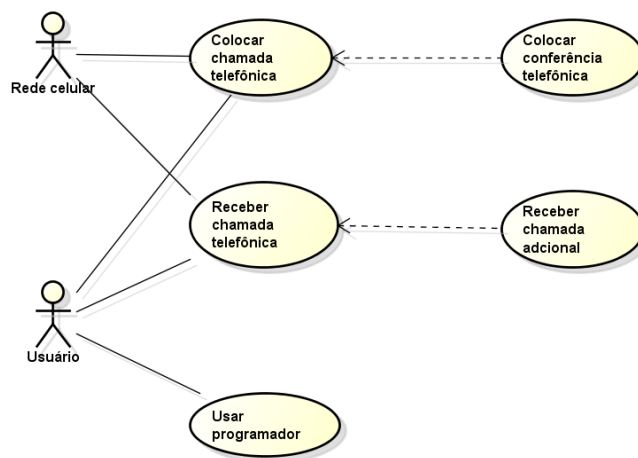 Rede celular
Colocar
chamada
telefônica
Colocar
conferência
telefônica
Receber
chamada
telefônica
Receber
chamada
adcional
Usuário
Usar
programador